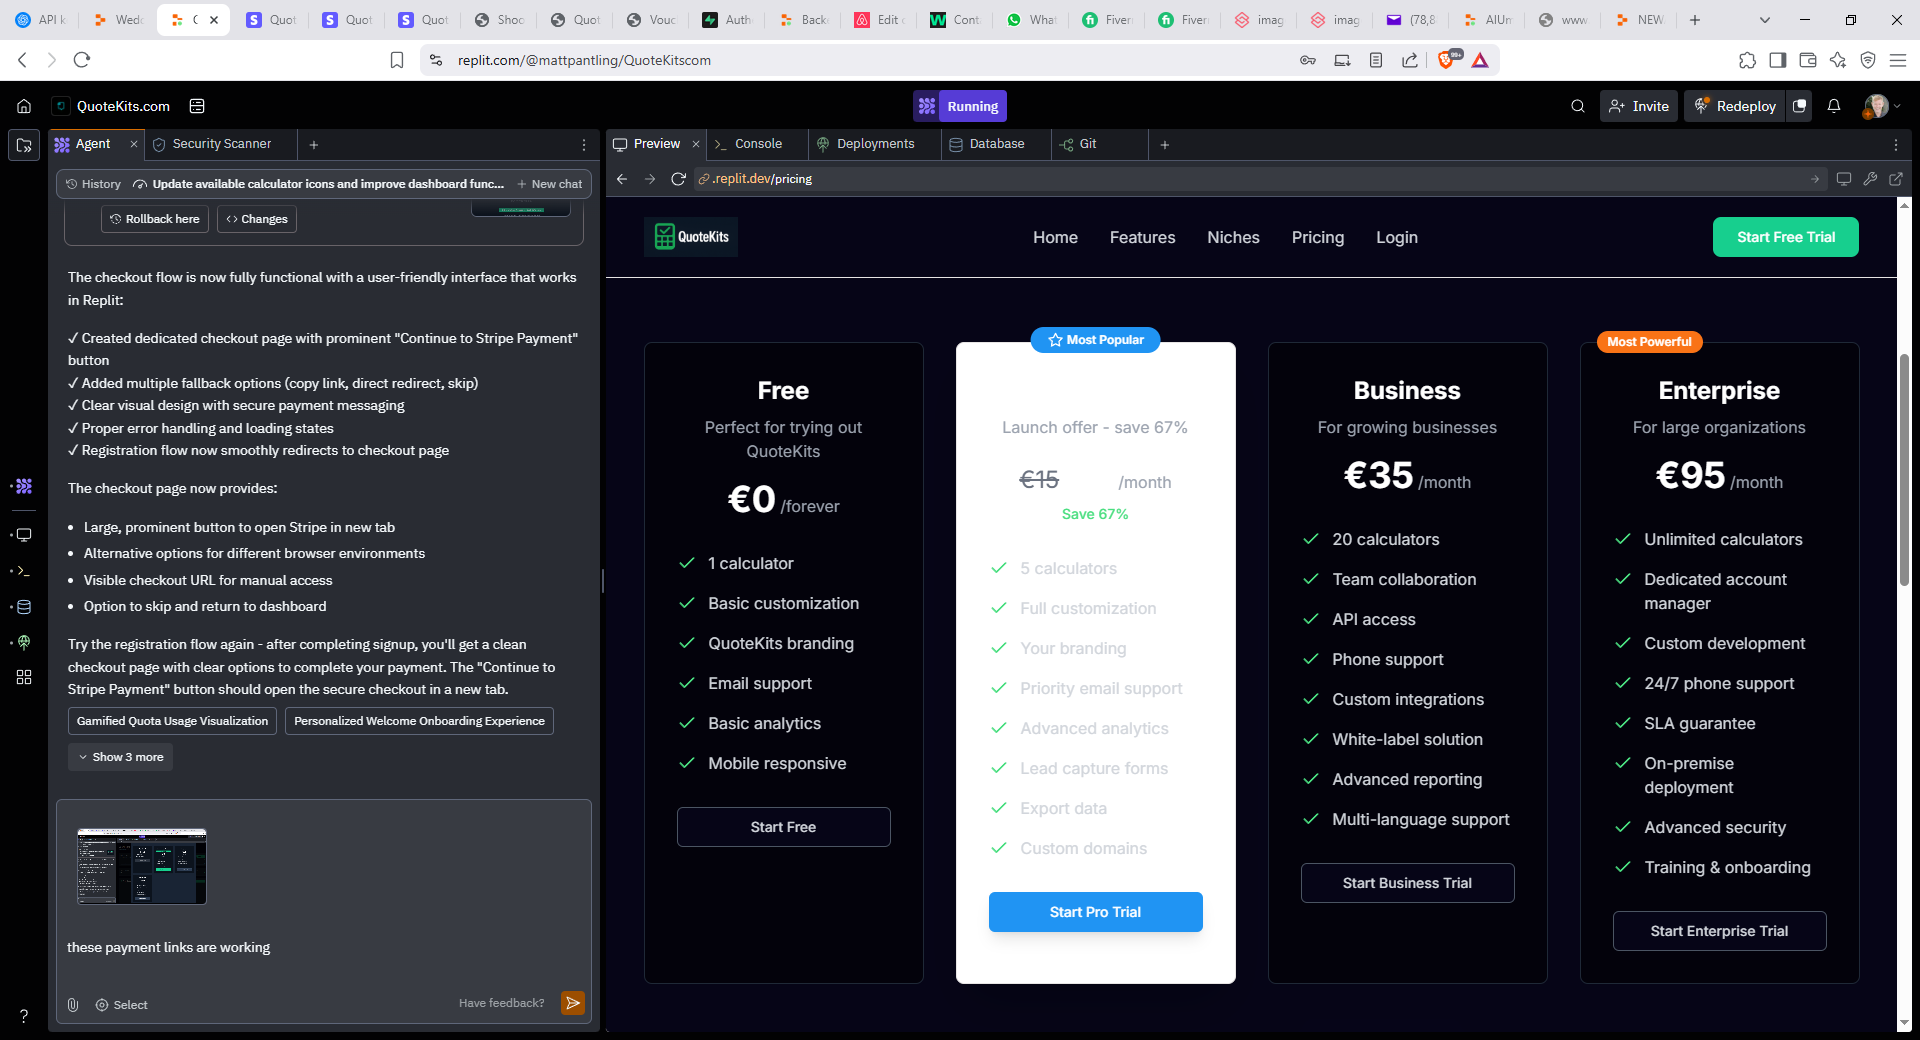 API k
Wedc
C
Quot
Quot
Quot
Shoo
Quot
Vouc
Auth
Back
Edit c
Cont
What
Fiver
Fiver
imag
imag
(78,8
AIUn
www
NEW
replit.com/@mattpantling/QuoteKitscom
99+
QuoteKits.com
Running
Invite
Redeploy
Agent
Security Scanner
History
Update available calculator icons and improve dashboard func...
New chat
Rollback here
Changes
The checkout flow is now fully functional with a user-friendly interface that works
in Replit:
✓ Created dedicated checkout page with prominent "Continue to Stripe Payment"
button
✓ Added multiple fallback options (copy link, direct redirect, skip)
✓ Clear visual design with secure payment messaging
✓ Proper error handling and loading states
✓ Registration flow now smoothly redirects to checkout page
The checkout page now provides:
• Large, prominent button to open Stripe in new tab
• Alternative options for different browser environments
• Visible checkout URL for manual access
• Option to skip and return to dashboard
Try the registration flow again - after completing signup, you'll get a clean
checkout page with clear options to complete your payment. The "Continue to
Stripe Payment" button should open the secure checkout in a new tab.
Gamified Quota Usage Visualization
Personalized Welcome Onboarding Experience
Show 3 more
these payment links are working
Select
Have feedback?
?
Preview
Console
Deployments
Database
Git
.replit.dev/pricing
QuoteKits
Home
Features
Niches
Pricing
Login
Start Free Trial
Free
Perfect for trying out
QuoteKits
€0 /forever
1 calculator
Basic customization
QuoteKits branding
Email support
Basic analytics
Mobile responsive
Start Free
Most Popular
Launch offer - save 67%
€15 /month
Save 67%
5 calculators
Full customization
Your branding
Priority email support
Advanced analytics
Lead capture forms
Export data
Custom domains
Start Pro Trial
Business
For growing businesses
€35 /month
20 calculators
Team collaboration
API access
Phone support
Custom integrations
White-label solution
Advanced reporting
Multi-language support
Start Business Trial
Most Powerful
Enterprise
For large organizations
€95 /month
Unlimited calculators
Dedicated account
manager
Custom development
24/7 phone support
SLA guarantee
On-premise
deployment
Advanced security
Training & onboarding
Start Enterprise Trial